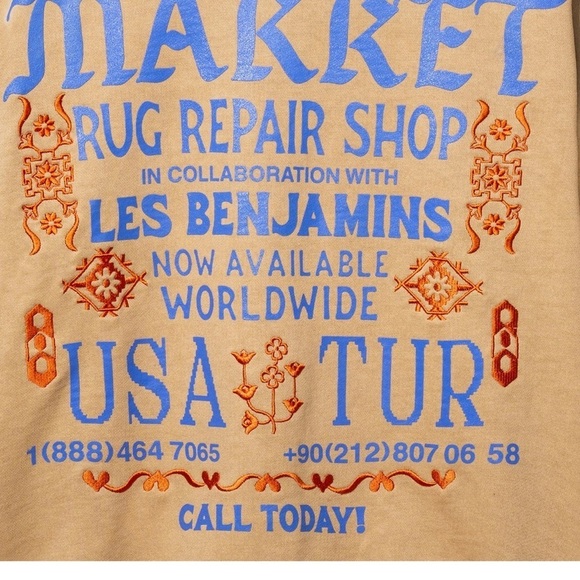 MARKET
RUG REPAIR SHOP
IN COLLABORATION WITH
LES BENJAMINS
NOW AVAILABLE
WORLDWIDE
USA TUR
1(888)464 7065 +90(212)807 06 58
CALL TODAY!